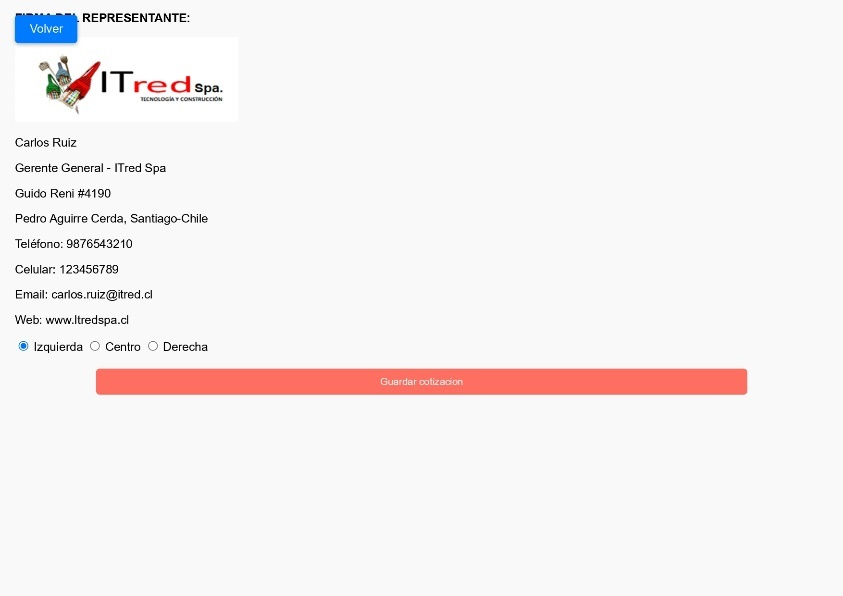 FIRMA DEL REPRESENTANTE:
Volver
ITred Spa.
TECNOLOGÍA Y CONSTRUCCIÓN
Carlos Ruiz
Gerente General - ITred Spa
Guido Reni #4190
Pedro Aguirre Cerda, Santiago-Chile
Teléfono: 9876543210
Celular: 123456789
Email: carlos.ruiz@itred.cl
Web: www.Itredspa.cl
Izquierda Centro Derecha
Guardar cotizacion